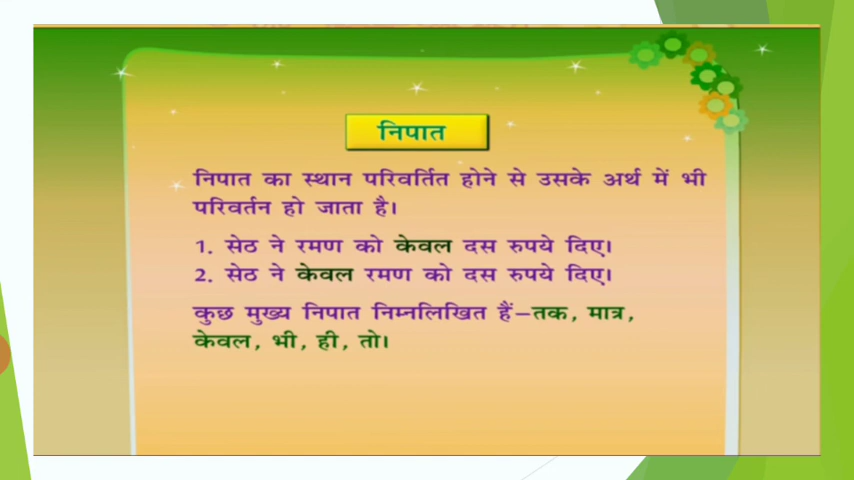 निपात
निपात का स्थान परिवर्तित होने से उसके अर्थ में भी
परिवर्तन हो जाता है।
1. सेठ ने रमण को केवल दस रुपये दिए।
2. सेठ ने केवल रमण को दस रुपये दिए।
कुछ मुख्य निपात निम्नलिखित हैं–तक, मात्र,
केवल, भी, ही, तो।